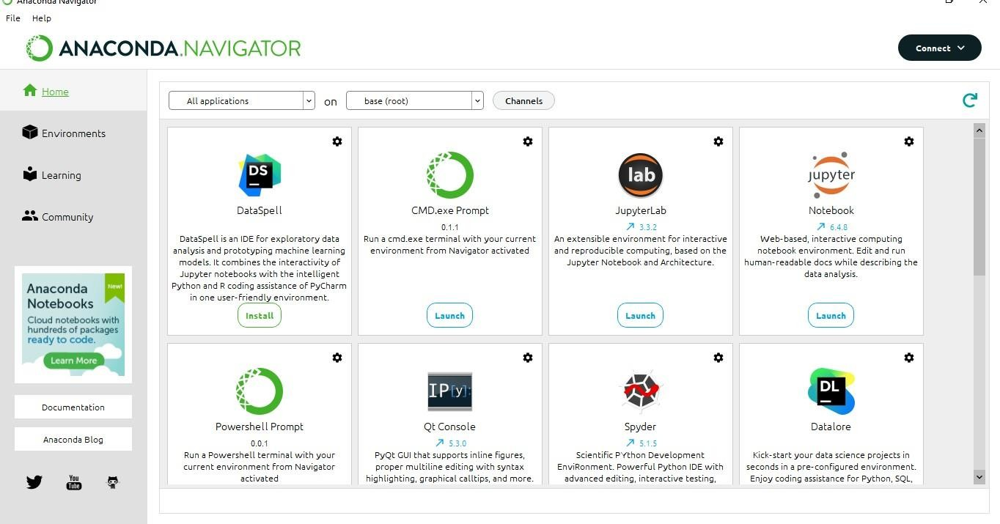 Anaconda Navigator
File Help
ANACONDA.NAVIGATOR
Connect
Home
Environments
Learning
Community
Anaconda
Notebooks
New!
Cloud notebooks with
hundreds of packages
ready to code.
Learn More
Documentation
Anaconda Blog
You
Tube
All applications on base (root) Channels
DS
DataSpell
DataSpell is an IDE for exploratory data
analysis and prototyping machine learning
models. It combines the interactivity of
Jupyter notebooks with the intelligent
Python and R coding assistance of PyCharm
in one user-friendly environment.
Install
CMD.exe Prompt
0.1.1
Run a cmd.exe terminal with your current
environment from Navigator activated
Launch
lab
JupyterLab
3.3.2
An extensible environment for interactive
and reproducible computing, based on the
Jupyter Notebook and Architecture.
Launch
jupyter
Notebook
6.4.8
Web-based, interactive computing
notebook environment. Edit and run
human-readable docs while describing the
data analysis.
Launch
Powershell Prompt
0.0.1
Run a Powershell terminal with your
current environment from Navigator
activated
IP[y]:
Qt Console
5.3.0
PyQt GUI that supports inline figures,
proper multiline editing with syntax
highlighting, graphical calltips, and more.
Spyder
5.1.5
Scientific PYthon Development
EnviRonment. Powerful Python IDE with
advanced editing, interactive testing,
DL
Datalore
Kick-start your data science projects in
seconds in a pre-configured environment.
Enjoy coding assistance for Python, SQL,